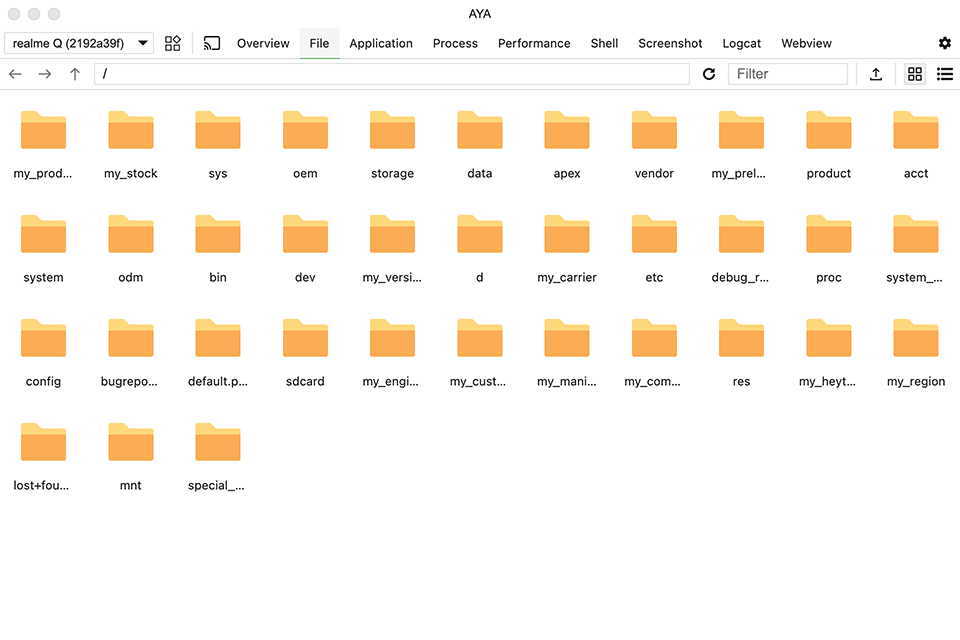 AYA
realme Q (2192a39f) Overview File Application Process Performance Shell Screenshot Logcat Webview
/ Filter
my_prod... my_stock sys oem storage data apex vendor my_prel... product acct
system odm bin dev my_versi... d my_carrier etc debug_r... proc system_...
config bugrepo... default.p... sdcard my_engi... my_cust... my_mani... my_com... res my_heyt... my_region
lost+fou... mnt special_...